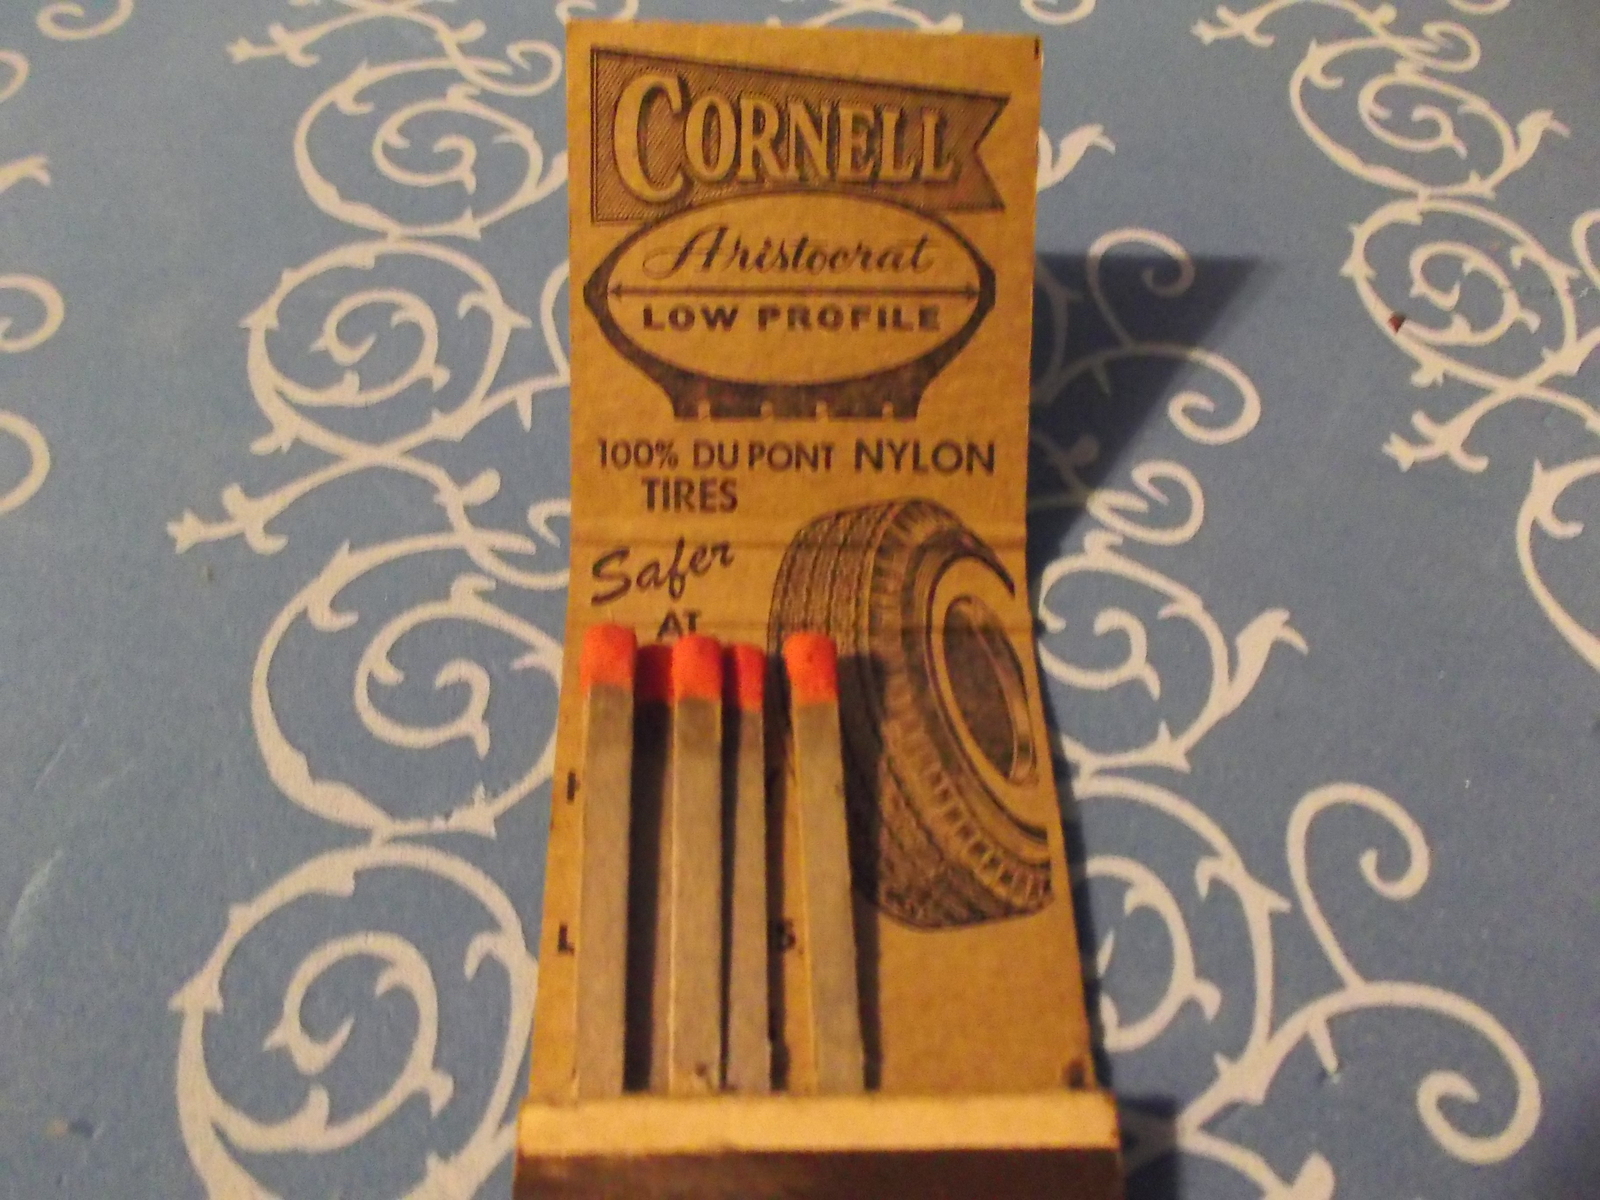 CORNELL
Aristocrat
LOW PROFILE
100% DU PONT NYLON
TIRES
Safer
AT